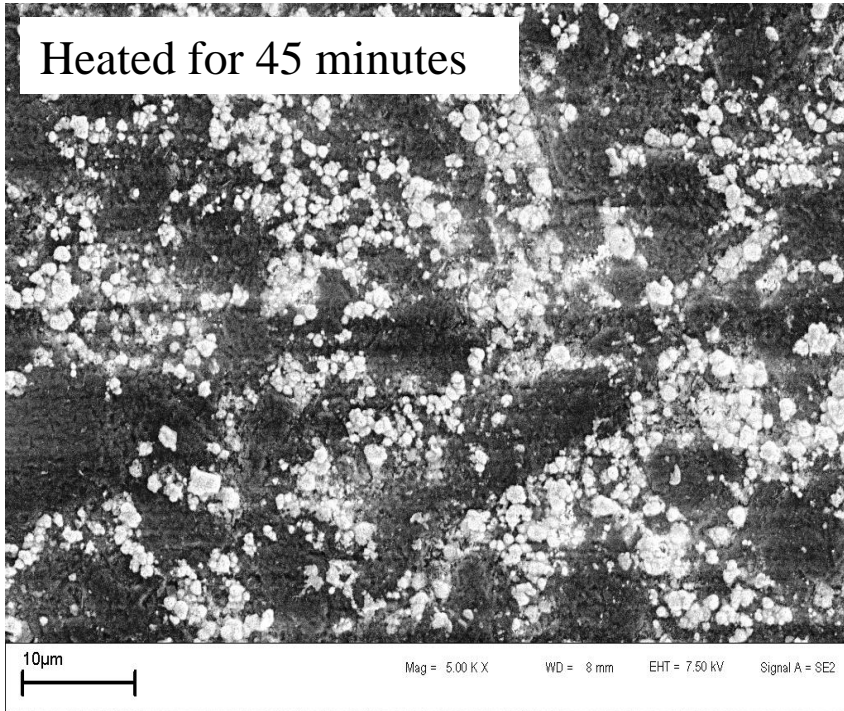 Heated for 45 minutes
10µm
Mag = 5.00 K X WD = 8 mm EHT = 7.50 kV Signal A = SE2